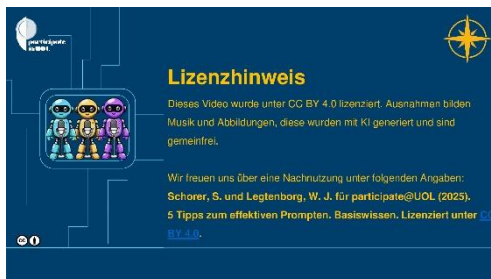 participate
@UOL
Lizenzhinweis
Dieses Video wurde unter CC BY 4.0 lizenziert. Ausnahmen bilden
Musik und Abbildungen, diese wurden mit KI generiert und sind
gemeinfrei.
Wir freuen uns über eine Nachnutzung unter folgenden Angaben:
Schorer, S. und Legtenborg, W. J. für participate@UOL (2025).
5 Tipps zum effektiven Prompten. Basiswissen. Lizenziert unter CC
BY 4.0.